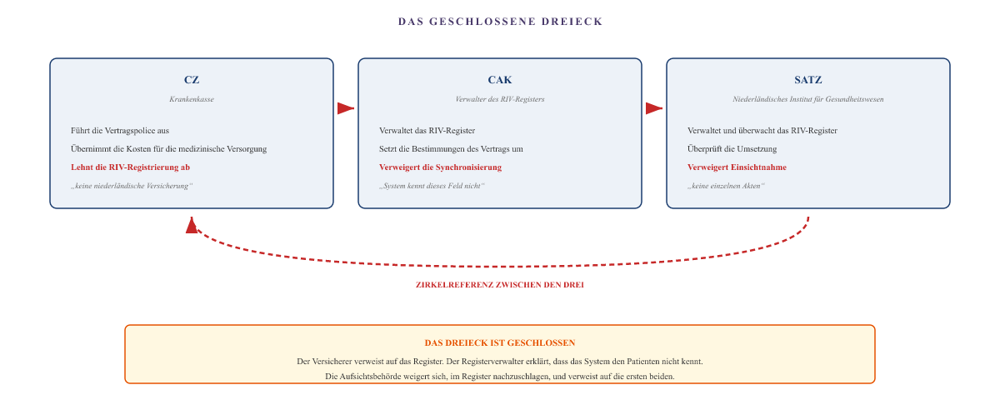 DAS GESCHLOSSENE DREIECK
CZ
Krankenkasse
Führt die Vertragspolice aus
Übernimmt die Kosten für die medizinische Versorgung
Lehnt die RIV-Registrierung ab
„keine niederländische Versicherung“
CAK
Verwalter des RIV-Registers
Verwaltet das RIV-Register
Setzt die Bestimmungen des Vertrags um
Verweigert die Synchronisierung
„System kennt dieses Feld nicht“
SATZ
Niederländisches Institut für Gesundheitswesen
Verwaltet und überwacht das RIV-Register
Überprüft die Umsetzung
Verweigert Einsichtnahme
„keine einzelnen Akten“
ZIRKELREFERENZ ZWISCHEN DEN DREI
DAS DREIECK IST GESCHLOSSEN
Der Versicherer verweist auf das Register. Der Registerverwalter erklärt, dass das System den Patienten nicht kennt.
Die Aufsichtsbehörde weigert sich, im Register nachzuschlagen, und verweist auf die ersten beiden.